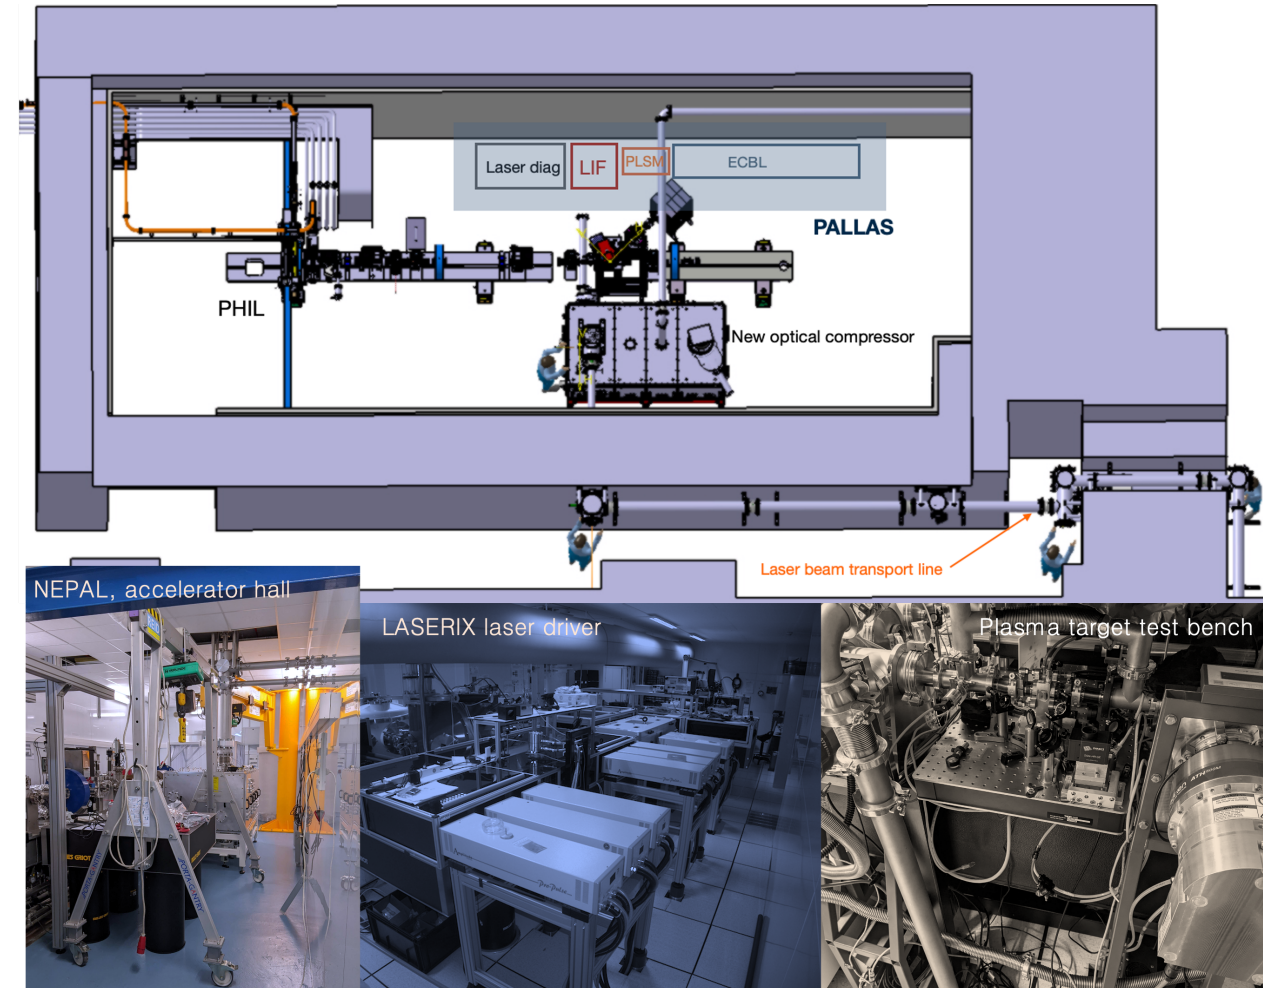 Laser diag
LIF
PLSM
ECBL
PALLAS
PHIL
New optical compressor
Laser beam transport line
NEPAL, accelerator hall
LASERIX laser driver
Plasma target test bench